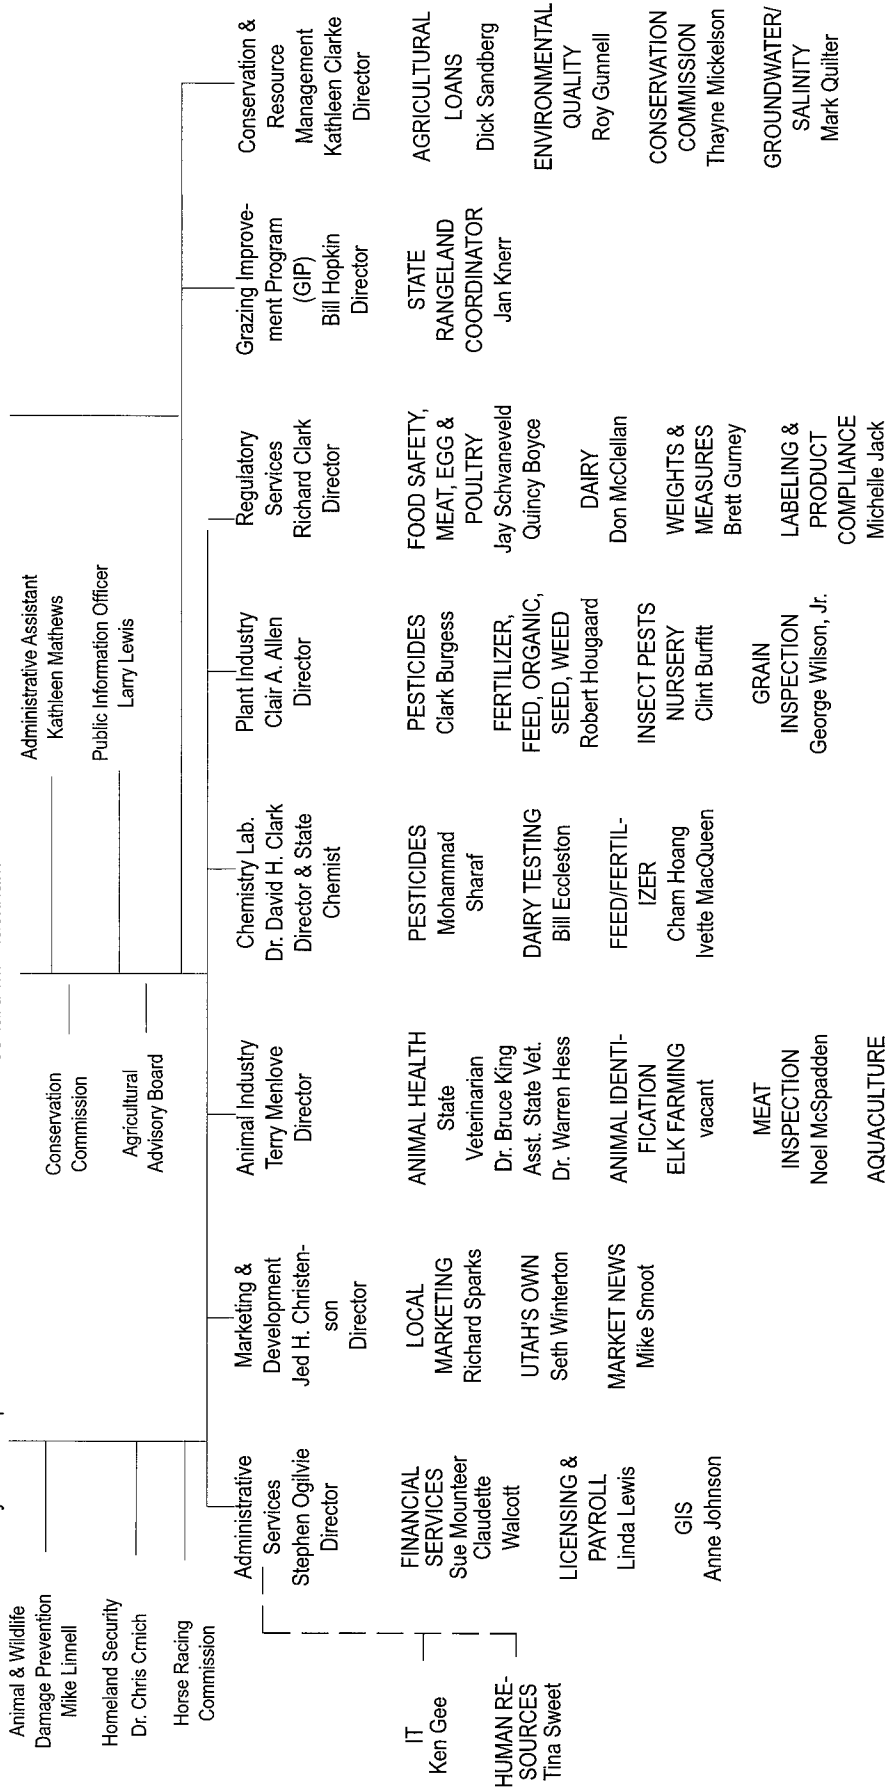 Administrative Assistant
Kathleen Mathews
Public Information Officer
Larry Lewis
Conservation
Commission
Agricultural
Advisory Board
Animal & Wildlife
Damage Prevention
Mike Linnell
Homeland Security
Dr. Chris Crnich
Horse Racing
Commission
IT
Ken Gee
HUMAN RE-
SOURCES
Tina Sweet
Administrative
Services
Stephen Ogilvie
Director
FINANCIAL
SERVICES
Sue Mounteer
Claudette
Walcott
LICENSING &
PAYROLL
Linda Lewis
GIS
Anne Johnson
Marketing &
Development
Jed H. Christen-
son
Director
LOCAL
MARKETING
Richard Sparks
UTAH'S OWN
Seth Winterton
MARKET NEWS
Mike Smoot
Animal Industry
Terry Menlove
Director
ANIMAL HEALTH
State
Veterinarian
Dr. Bruce King
Asst. State Vet.
Dr. Warren Hess
ANIMAL IDENTI-
FICATION
ELK FARMING
vacant
MEAT
INSPECTION
Noel McSpadden
AQUACULTURE
Chemistry Lab.
Dr. David H. Clark
Director & State
Chemist
PESTICIDES
Mohammad
Sharaf
DAIRY TESTING
Bill Eccleston
FEED/FERTIL-
IZER
Cham Hoang
Ivette MacQueen
Plant Industry
Clair A. Allen
Director
PESTICIDES
Clark Burgess
FERTILIZER,
FEED, ORGANIC,
SEED, WEED
Robert Hougaard
INSECT PESTS
NURSERY
Clint Burfitt
GRAIN
INSPECTION
George Wilson, Jr.
Regulatory
Services
Richard Clark
Director
FOOD SAFETY,
MEAT, EGG &
POULTRY
Jay Schvaneveld
Quincy Boyce
DAIRY
Don McClellan
WEIGHTS &
MEASURES
Brett Gurney
LABELING &
PRODUCT
COMPLIANCE
Michelle Jack
Grazing Improve-
ment Program
(GIP)
Bill Hopkin
Director
STATE
RANGELAND
COORDINATOR
Jan Knerr
Conservation &
Resource
Management
Kathleen Clarke
Director
AGRICULTURAL
LOANS
Dick Sandberg
ENVIRONMENTAL
QUALITY
Roy Gunnell
CONSERVATION
COMMISSION
Thayne Mickelson
GROUNDWATER/
SALINITY
Mark Quilter